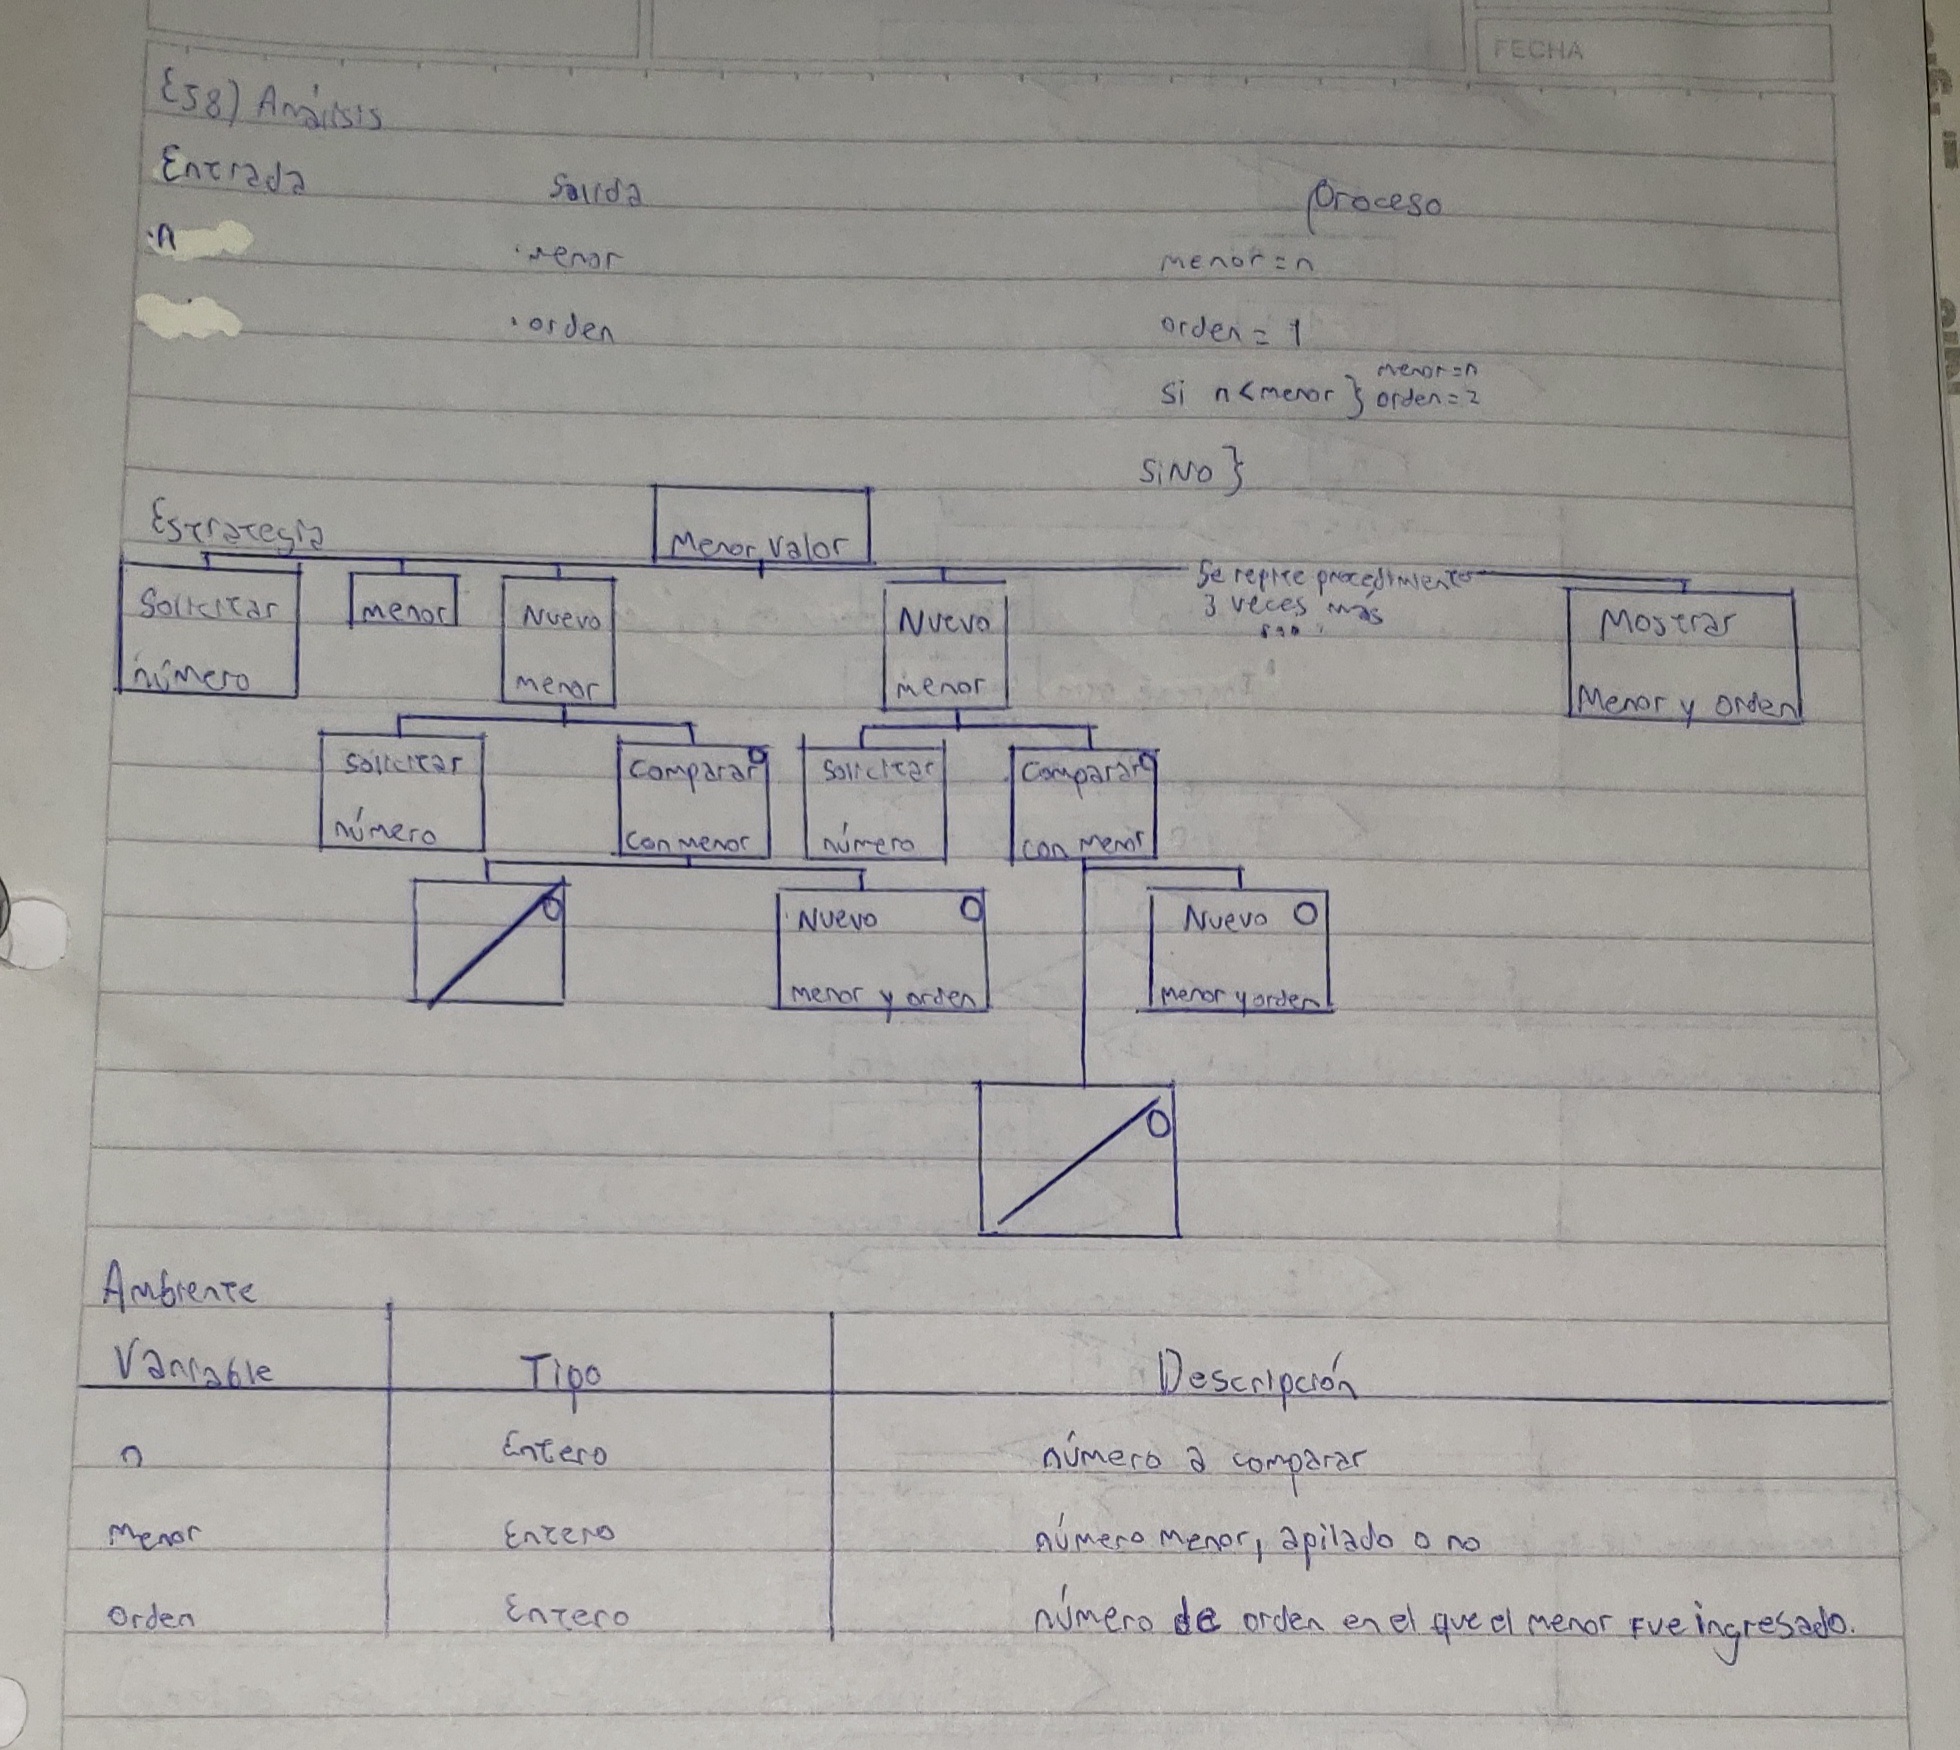 FECHA
E58) Análisis
Entrada Salida Proceso
·n ·menor menor=n
·orden orden = 1
menor=n
si n<menor } orden=2
SiNO }
Estrategia
Menor Valor
Se repite procedimiento
3 veces más
....
Solicitar número
menor
Nuevo menor
Nuevo menor
Mostrar Menor y orden
Solicitar número
Comparar con menor
Solicitar número
Comparar con menor
Nuevo menor y orden
Nuevo menor y orden
Ambiente
Variable Tipo Descripción
n Entero número a comparar
Menor Entero número menor, apilado o no
Orden Entero número de orden en el que el menor fue ingresado.